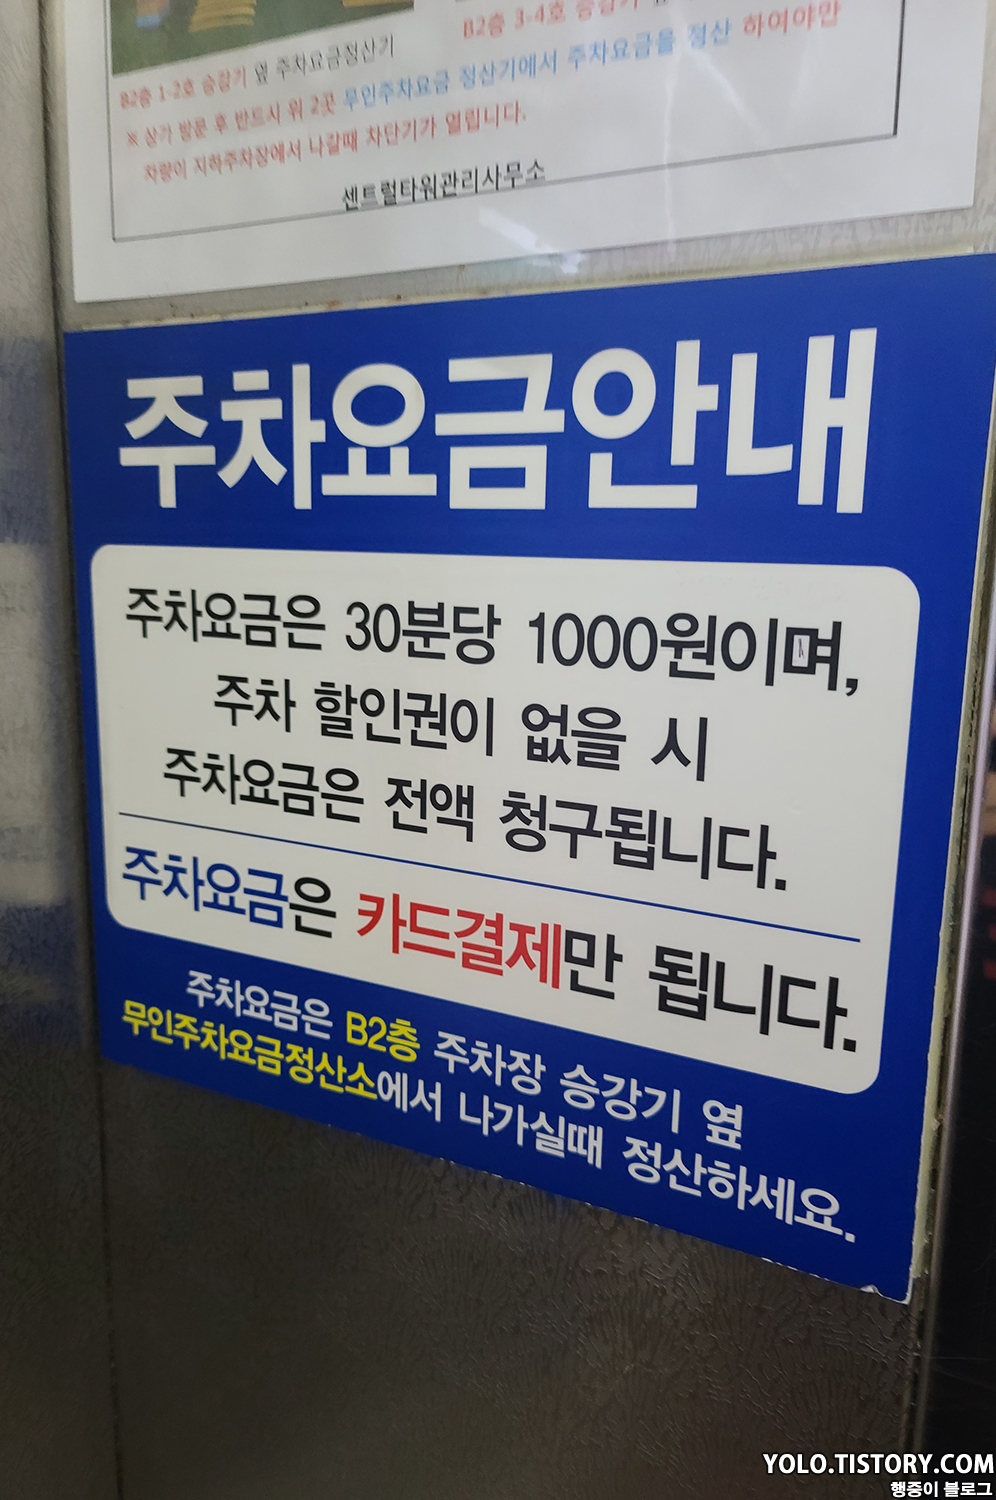 B2층 3-4호 승강기 옆
B2층 1-2호 승강기 옆 주차요금정산기
※ 상가 방문 후 반드시 위 2곳 무인주차요금 정산기에서 주차요금을 정산 하여야만
차량이 지하주차장에서 나갈때 차단기가 열립니다.
센트럴타워관리사무소
주차요금안내
주차요금은 30분당 1000원이며,
주차 할인권이 없을 시
주차요금은 전액 청구됩니다.
주차요금은 카드결제만 됩니다.
주차요금은 B2층 주차장 승강기 옆
무인주차요금정산소에서 나가실때 정산하세요.
YOLO.TISTORY.COM
행중이 블로그